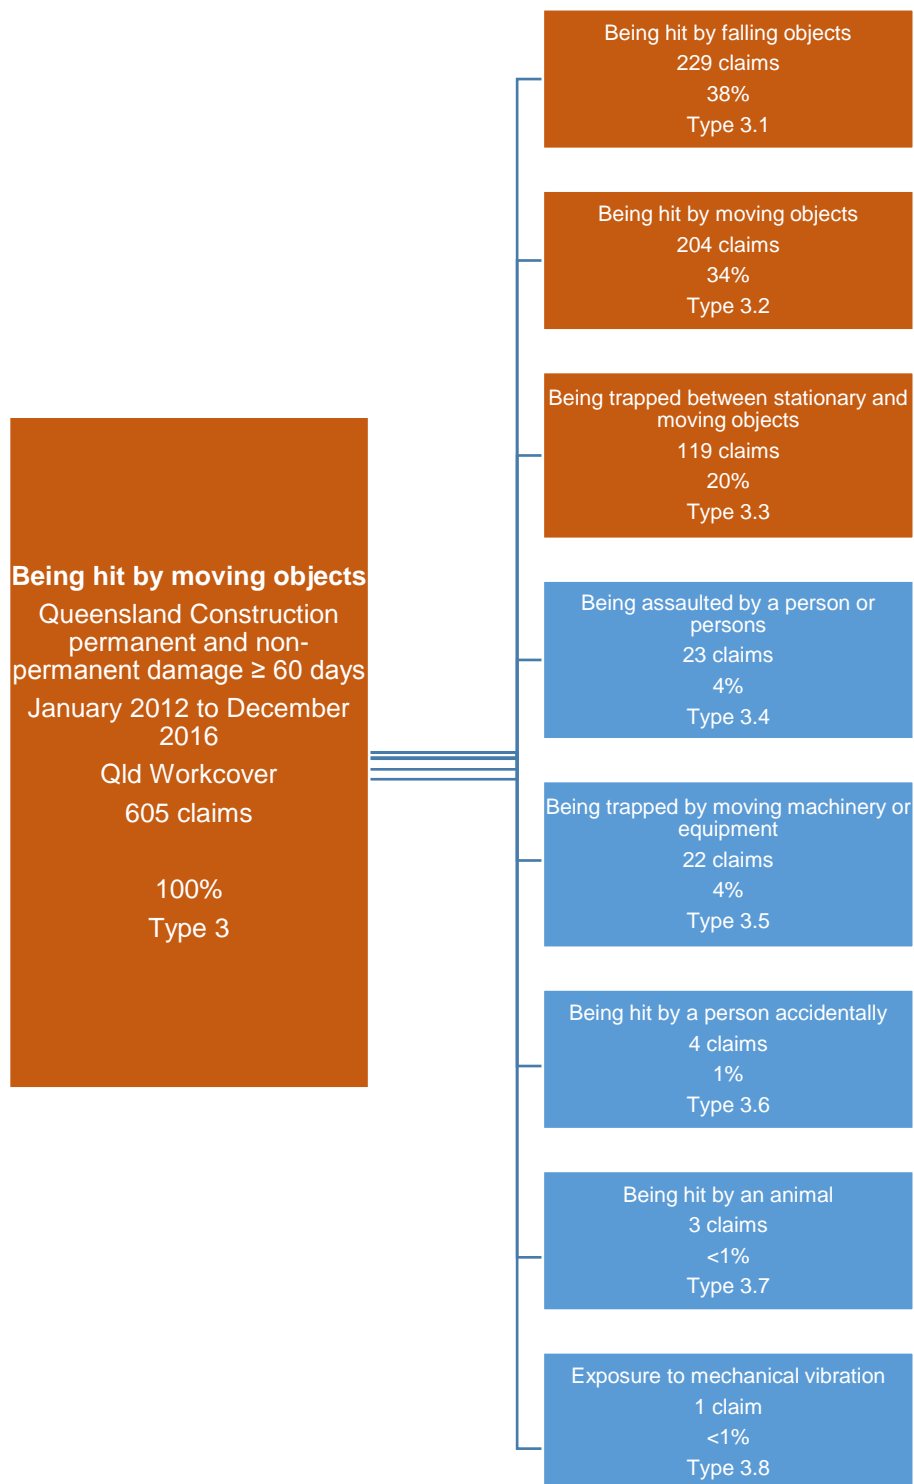 Being hit by moving objects
Queensland Construction
permanent and non-
permanent damage ≥ 60 days
January 2012 to December
2016
Qld Workcover
605 claims
100%
Type 3
Being hit by falling objects
229 claims
38%
Type 3.1
Being hit by moving objects
204 claims
34%
Type 3.2
Being trapped between stationary and
moving objects
119 claims
20%
Type 3.3
Being assaulted by a person or
persons
23 claims
4%
Type 3.4
Being trapped by moving machinery or
equipment
22 claims
4%
Type 3.5
Being hit by a person accidentally
4 claims
1%
Type 3.6
Being hit by an animal
3 claims
<1%
Type 3.7
Exposure to mechanical vibration
1 claim
<1%
Type 3.8